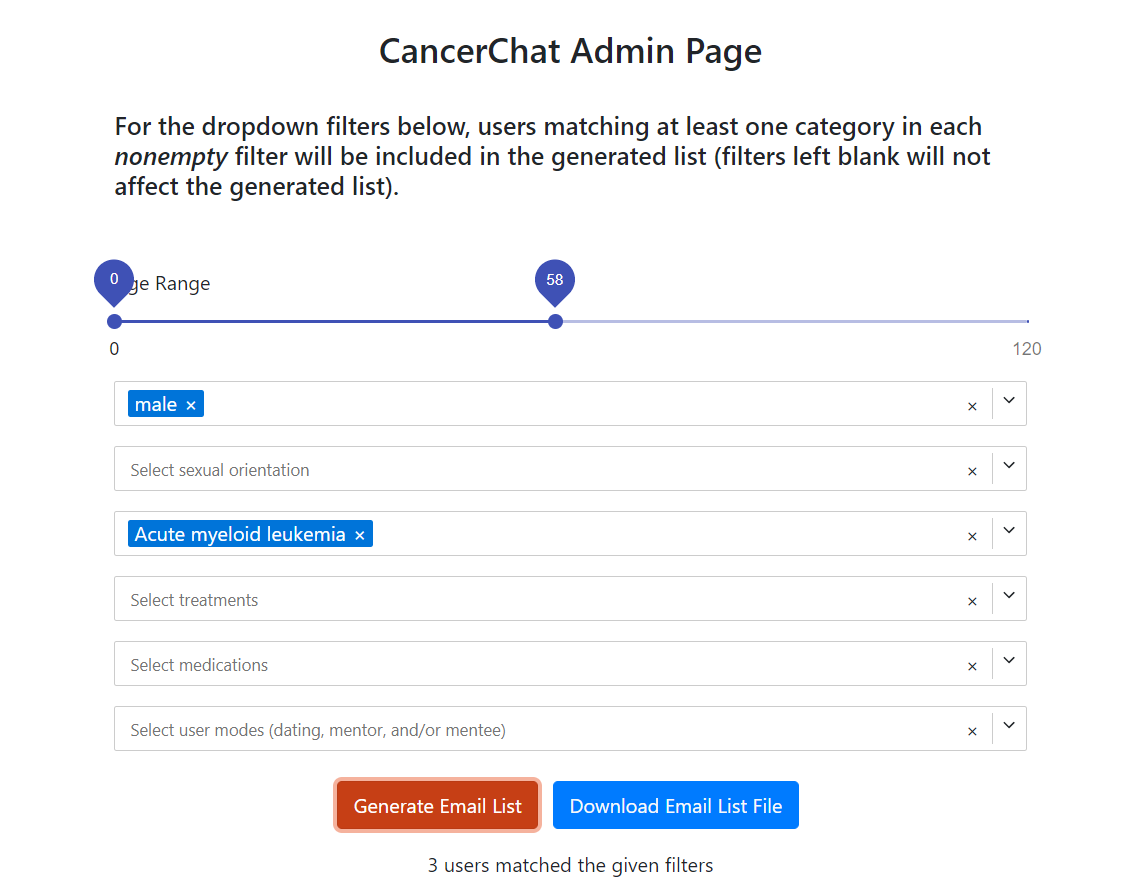 CancerChat Admin Page
For the dropdown filters below, users matching at least one category in each
nonempty filter will be included in the generated list (filters left blank will not
affect the generated list).
0
ge Range
58
0
120
male ×
Select sexual orientation
Acute myeloid leukemia ×
Select treatments
Select medications
Select user modes (dating, mentor, and/or mentee)
Generate Email List
Download Email List File
3 users matched the given filters